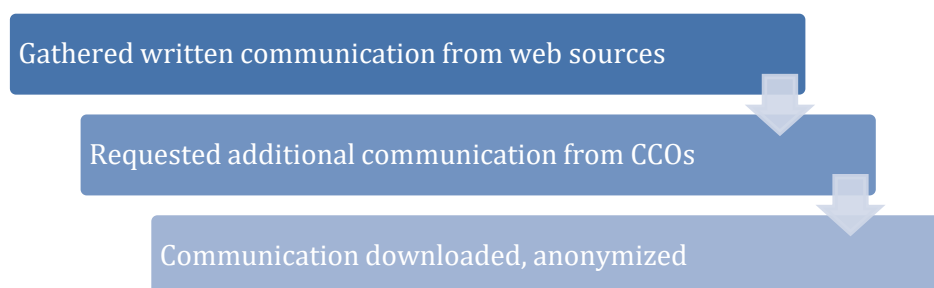 Gathered written communication from web sources
Requested additional communication from CCOs
Communication downloaded, anonymized